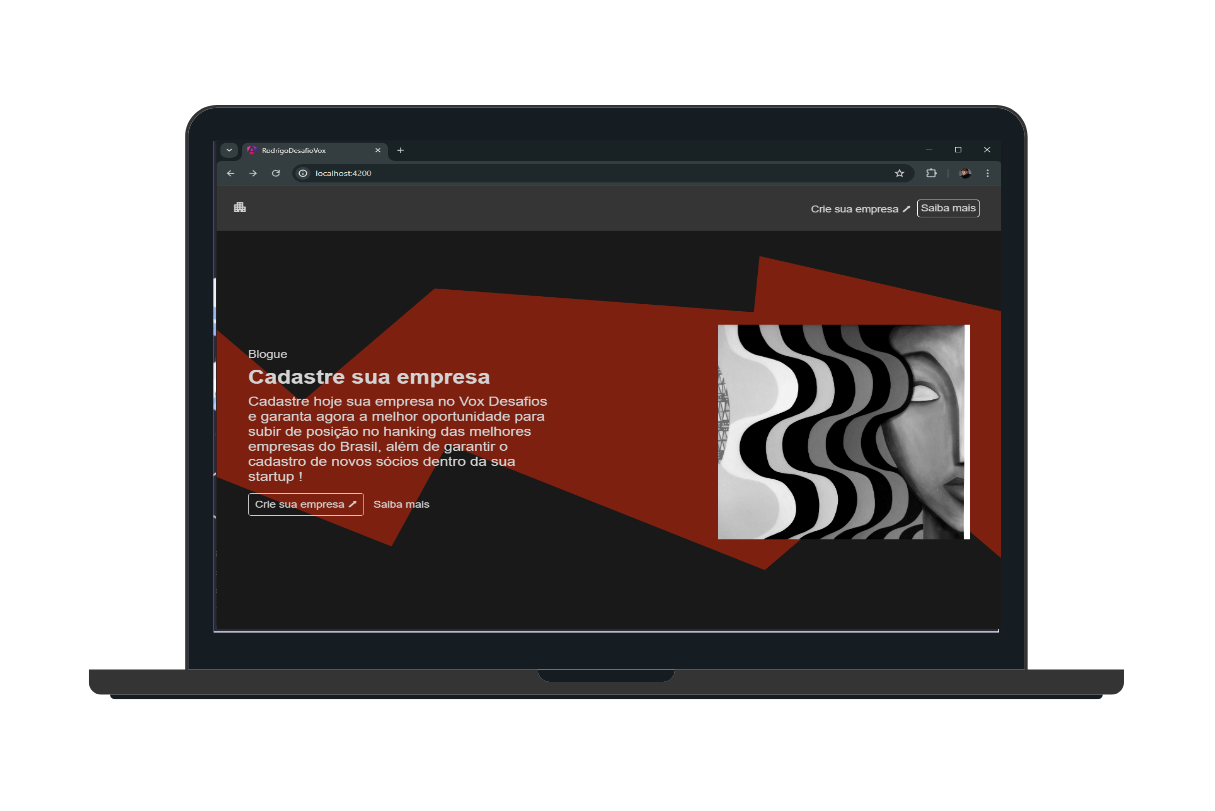 RodrigoDesafioVox
localhost:4200
Crie sua empresa
Saiba mais
Blogue
Cadastre sua empresa
Cadastre hoje sua empresa no Vox Desafios
e garanta agora a melhor oportunidade para
subir de posição no hanking das melhores
empresas do Brasil, além de garantir o
cadastro de novos sócios dentro da sua
startup !
Crie sua empresa
Saiba mais